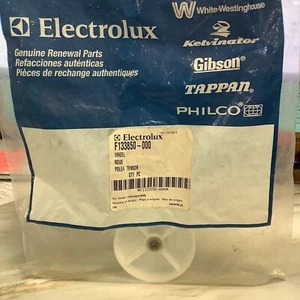 Electrolux
Genuine Renewal Parts
Refacciones auténticas
Pièces de rechange authentiques
White-Westinghouse
Kelvinator
Gibson
TAPPAN
PHILCO
Electrolux
F133850-000
WHEEL
ROUE
POLEA TENSOR
QTY PC